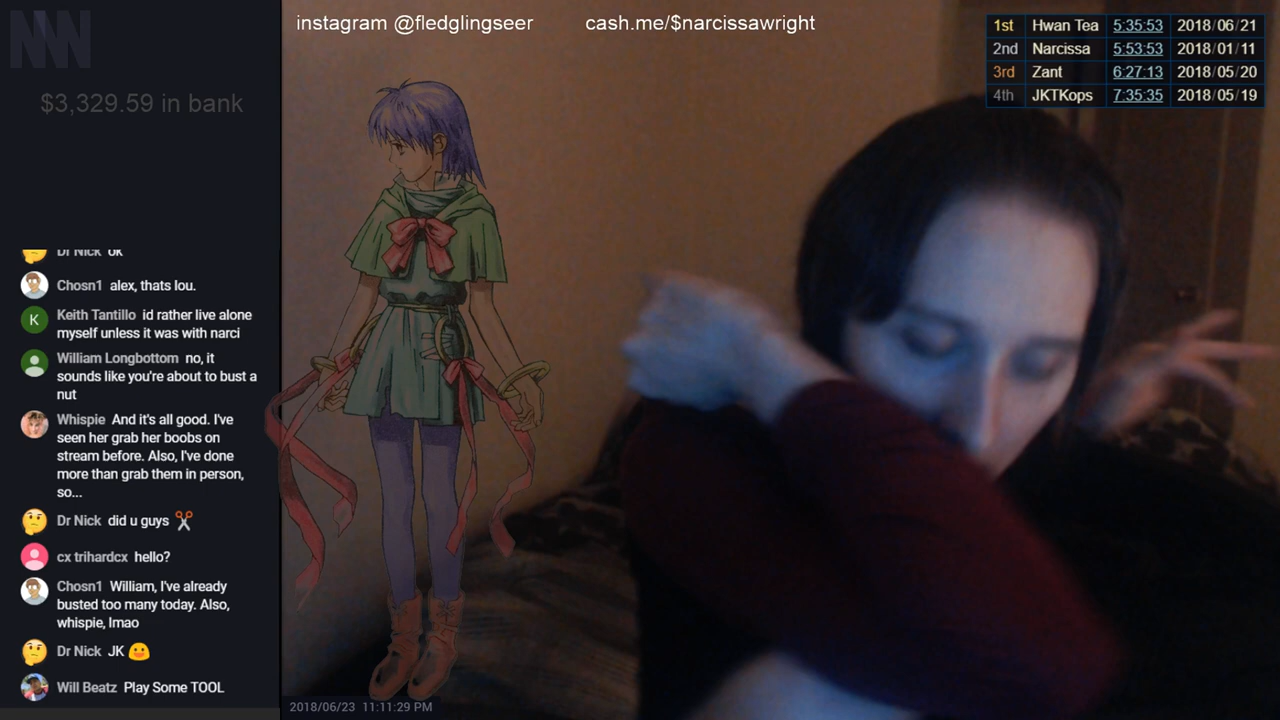 NNN
instagram @fledglingseer
cash.me/$narcissawright
1st Hwan Tea 5:35:53 2018/06/21
2nd Narcissa 5:53:53 2018/01/11
3rd Zant 6:27:13 2018/05/20
4th JKTKops 7:35:35 2018/05/19
$3,329.59 in bank
Dr Nick ok
Chosn1 alex, thats lou.
K
Keith Tantillo id rather live alone
myself unless it was with narci
William Longbottom no, it
sounds like you're about to bust a
nut
Whispie And it's all good. I've
seen her grab her boobs on
stream before. Also, I've done
more than grab them in person,
so...
Dr Nick did u guys
cx trihardcx hello?
Chosn1 William, I've already
busted too many today. Also,
whispie, lmao
Dr Nick JK
Will Beatz Play Some TOOL
2018/06/23 11:11:29 PM